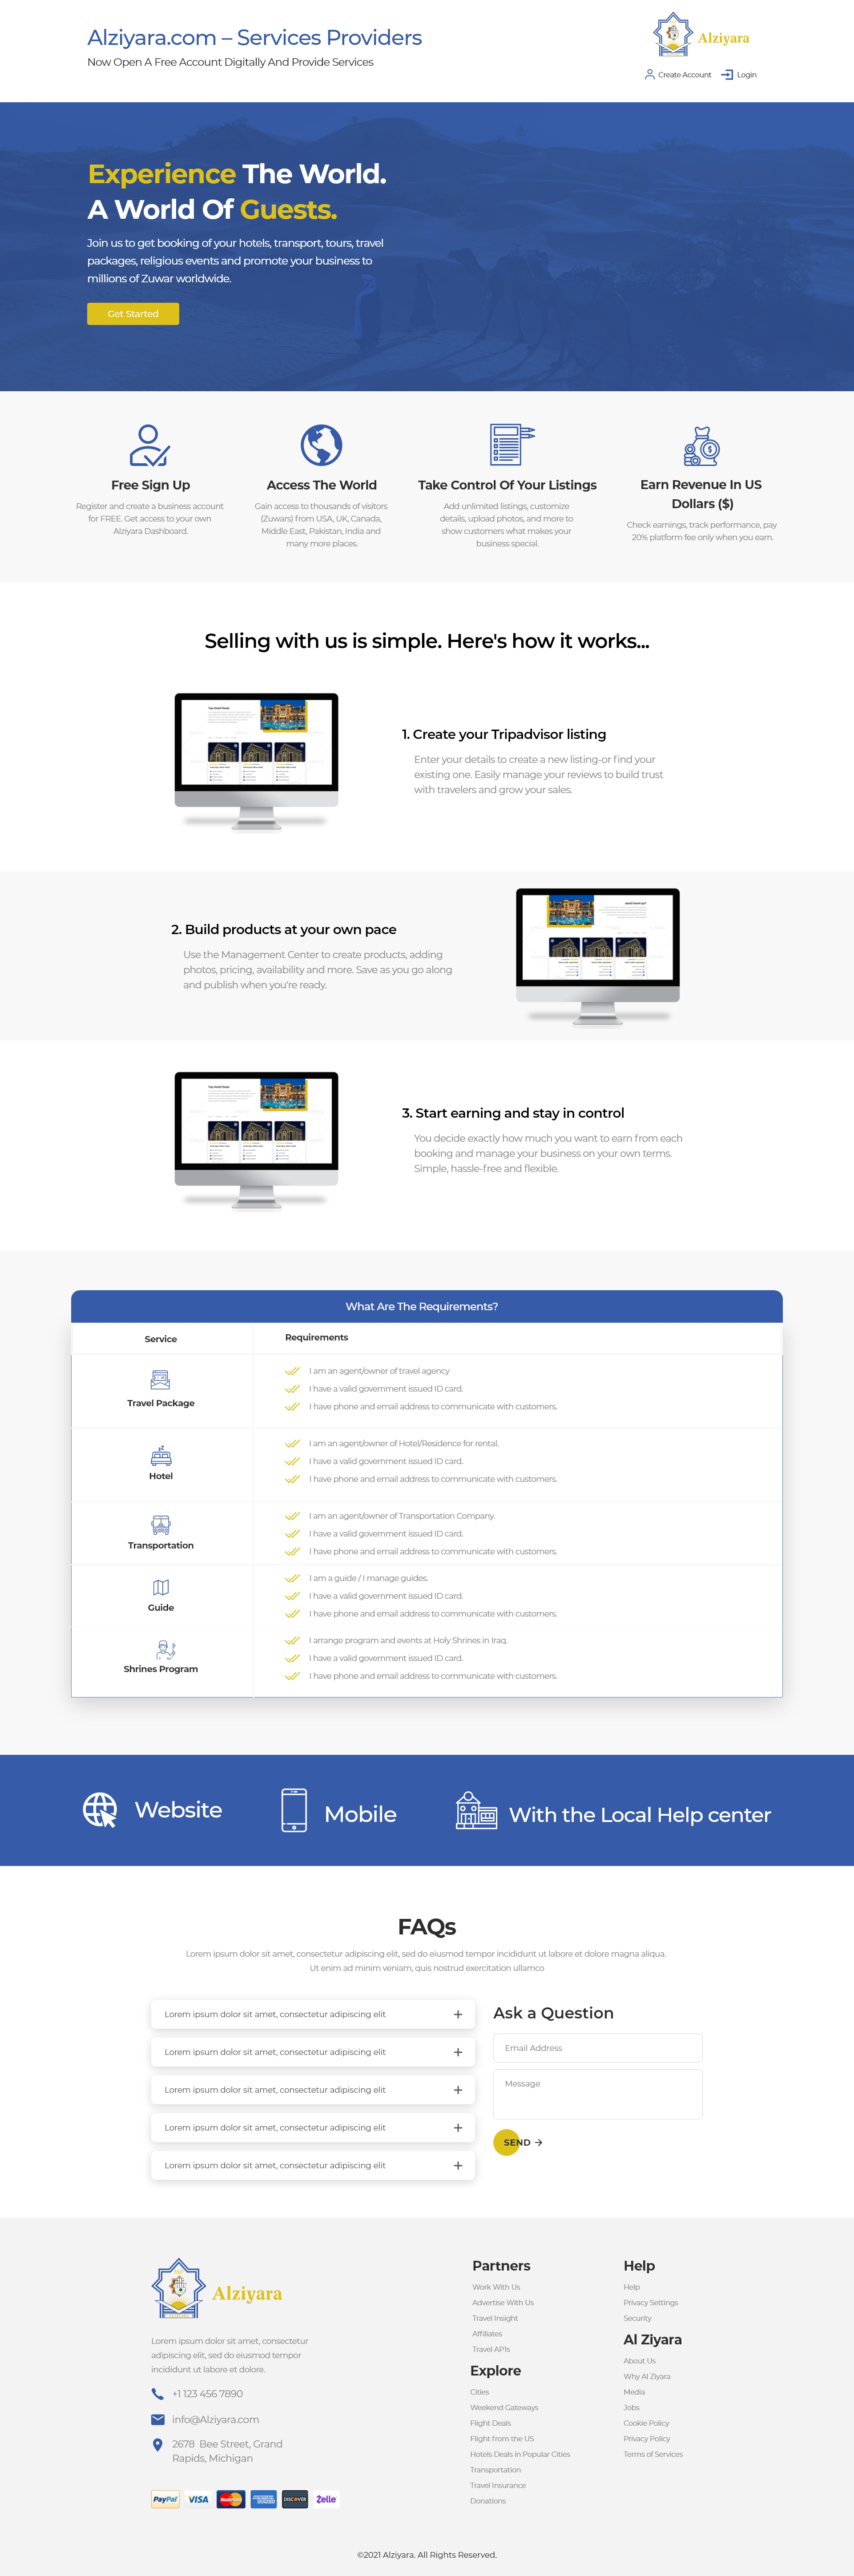 Alziyara.com – Services Providers
Now Open A Free Account Digitally And Provide Services
Alziyara
Create Account
Login
Experience The World.
A World Of Guests.
Join us to get booking of your hotels, transport, tours, travel
packages, religious events and promote your business to
millions of Zuwar worldwide.
Get Started
Free Sign Up
Register and create a business account
for FREE. Get access to your own
Alziyara Dashboard.
Access The World
Gain access to thousands of visitors
(Zuwars) from USA, UK, Canada,
Middle East, Pakistan, India and
many more places.
Take Control Of Your Listings
Add unlimited listings, customize
details, upload photos, and more to
show customers what makes your
business special.
Earn Revenue In US
Dollars ($)
Check earnings, track performance, pay
20% platform fee only when you earn.
Selling with us is simple. Here's how it works...
1. Create your Tripadvisor listing
Enter your details to create a new listing-or find your
existing one. Easily manage your reviews to build trust
with travelers and grow your sales.
2. Build products at your own pace
Use the Management Center to create products, adding
photos, pricing, availability and more. Save as you go along
and publish when you're ready.
3. Start earning and stay in control
You decide exactly how much you want to earn from each
booking and manage your business on your own terms.
Simple, hassle-free and flexible.
What Are The Requirements?
Service
Requirements
Travel Package
I am an agent/owner of travel agency
I have a valid government issued ID card.
I have phone and email address to communicate with customers.
Hotel
I am an agent/owner of Hotel/Residence for rental.
I have a valid government issued ID card.
I have phone and email address to communicate with customers.
Transportation
I am an agent/owner of Transportation Company.
I have a valid government issued ID card.
I have phone and email address to communicate with customers.
Guide
I am a guide / I manage guides.
I have a valid government issued ID card.
I have phone and email address to communicate with customers.
Shrines Program
I arrange program and events at Holy Shrines in Iraq.
I have a valid government issued ID card.
I have phone and email address to communicate with customers.
Website
Mobile
With the Local Help center
FAQs
Lorem ipsum dolor sit amet, consectetur adipiscing elit, sed do eiusmod tempor incididunt ut labore et dolore magna aliqua.
Ut enim ad minim veniam, quis nostrud exercitation ullamco
Lorem ipsum dolor sit amet, consectetur adipiscing elit
Lorem ipsum dolor sit amet, consectetur adipiscing elit
Lorem ipsum dolor sit amet, consectetur adipiscing elit
Lorem ipsum dolor sit amet, consectetur adipiscing elit
Lorem ipsum dolor sit amet, consectetur adipiscing elit
Ask a Question
Email Address
Message
SEND
Alziyara
Lorem ipsum dolor sit amet, consectetur
adipiscing elit, sed do eiusmod tempor
incididunt ut labore et dolore.
+1 123 456 7890
info@Alziyara.com
2678 Bee Street, Grand
Rapids, Michigan
PayPal
VISA
MasterCard
DISCOVER
Zelle
Partners
Work With Us
Advertise With Us
Travel Insight
Affiliates
Travel APIs
Explore
Cities
Weekend Gateways
Flight Deals
Flight from the US
Hotels Deals in Popular Cities
Transportation
Travel Insurance
Donations
Help
Help
Privacy Settings
Security
Al Ziyara
About Us
Why Al Ziyara
Media
Jobs
Cookie Policy
Privacy Policy
Terms of Services
©2021 Alziyara. All Rights Reserved.